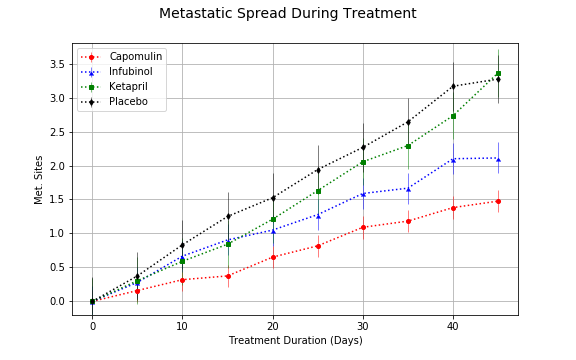 Metastatic Spread During Treatment
Capomulin
Infubinol
Ketapril
Placebo
Met. Sites
3.5
3.0
2.5
2.0
1.5
1.0
0.5
0.0
0 10 20 30 40
Treatment Duration (Days)